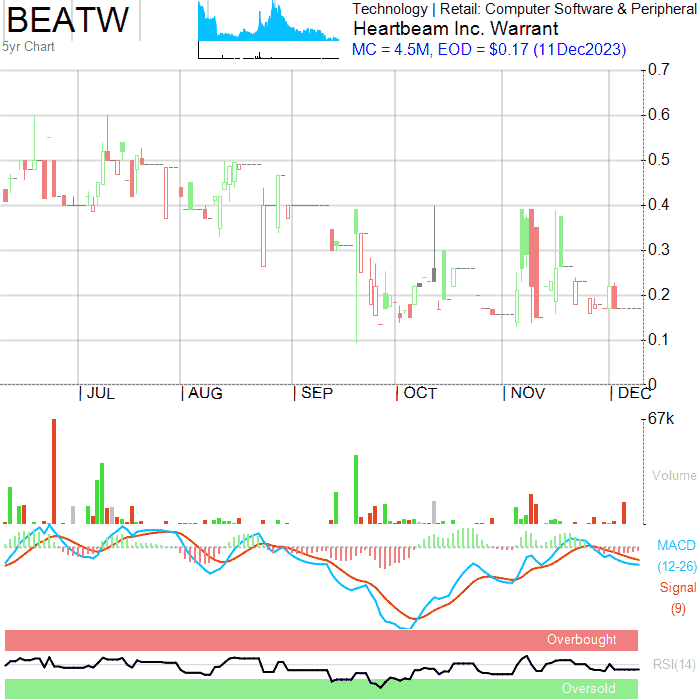 BEATW
5yr Chart
Technology | Retail: Computer Software & Peripheral
Heartbeam Inc. Warrant
MC = 4.5M, EOD = $0.17 (11Dec2023)
0.7
0.6
0.5
0.4
0.3
0.2
0.1
0
| JUL | AUG | SEP | OCT | NOV | DEC
67k
Volume
MACD
(12-26)
Signal
(9)
Overbought
RSI(14)
Oversold